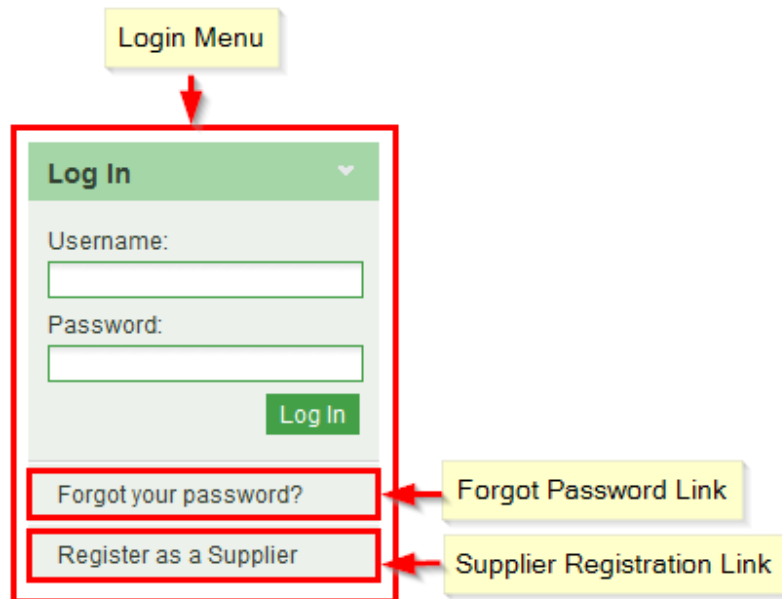 Login Menu
Log In
Username:
Password:
Log In
Forgot your password?
Forgot Password Link
Register as a Supplier
Supplier Registration Link